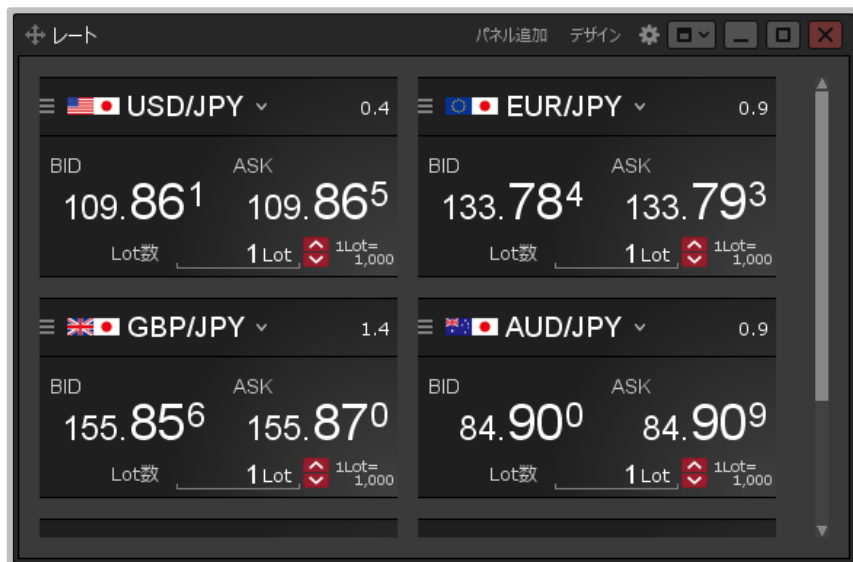 レート パネル追加 デザイン
USD/JPY 0.4
BID ASK
109.861 109.865
Lot数 1 Lot 1Lot=1,000
EUR/JPY 0.9
BID ASK
133.784 133.793
Lot数 1 Lot 1Lot=1,000
GBP/JPY 1.4
BID ASK
155.856 155.870
Lot数 1 Lot 1Lot=1,000
AUD/JPY 0.9
BID ASK
84.900 84.909
Lot数 1 Lot 1Lot=1,000